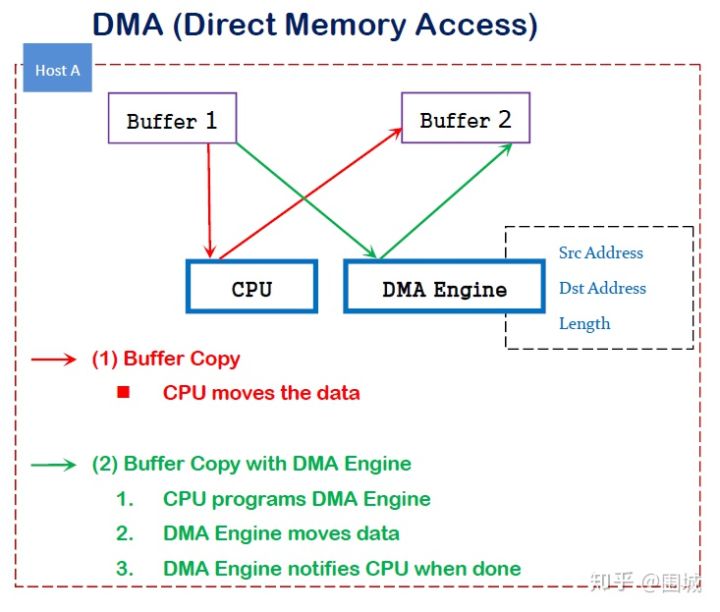 DMA (Direct Memory Access)
Host A
Buffer 1
Buffer 2
CPU
DMA Engine
Src Address
Dst Address
Length
(1) Buffer Copy
CPU moves the data
(2) Buffer Copy with DMA Engine
1. CPU programs DMA Engine
2. DMA Engine moves data
3. DMA Engine notifies CPU when done
知乎 @围城